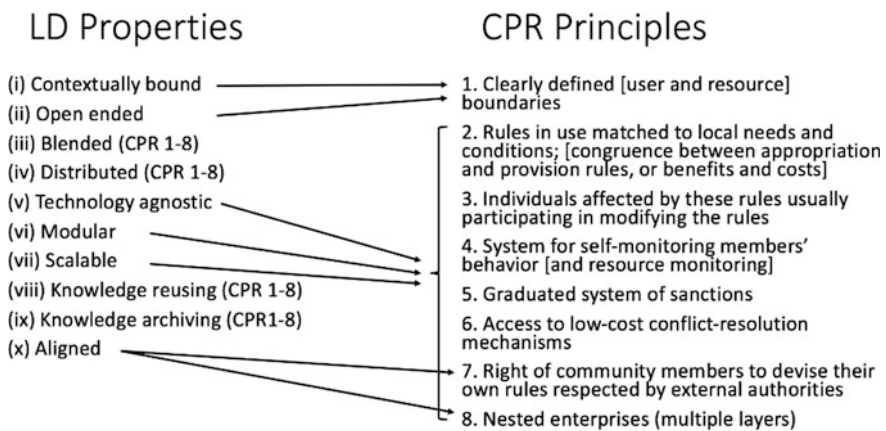 LD Properties
CPR Principles
(i) Contextually bound
(ii) Open ended
(iii) Blended (CPR 1-8)
(iv) Distributed (CPR 1-8)
(v) Technology agnostic
(vi) Modular
(vii) Scalable
(viii) Knowledge reusing (CPR 1-8)
(ix) Knowledge archiving (CPR1-8)
(x) Aligned
1. Clearly defined [user and resource]
boundaries
2. Rules in use matched to local needs and
conditions; [congruence between appropriation
and provision rules, or benefits and costs]
3. Individuals affected by these rules usually
participating in modifying the rules
4. System for self-monitoring members’
behavior [and resource monitoring]
5. Graduated system of sanctions
6. Access to low-cost conflict-resolution
mechanisms
7. Right of community members to devise their
own rules respected by external authorities
8. Nested enterprises (multiple layers)